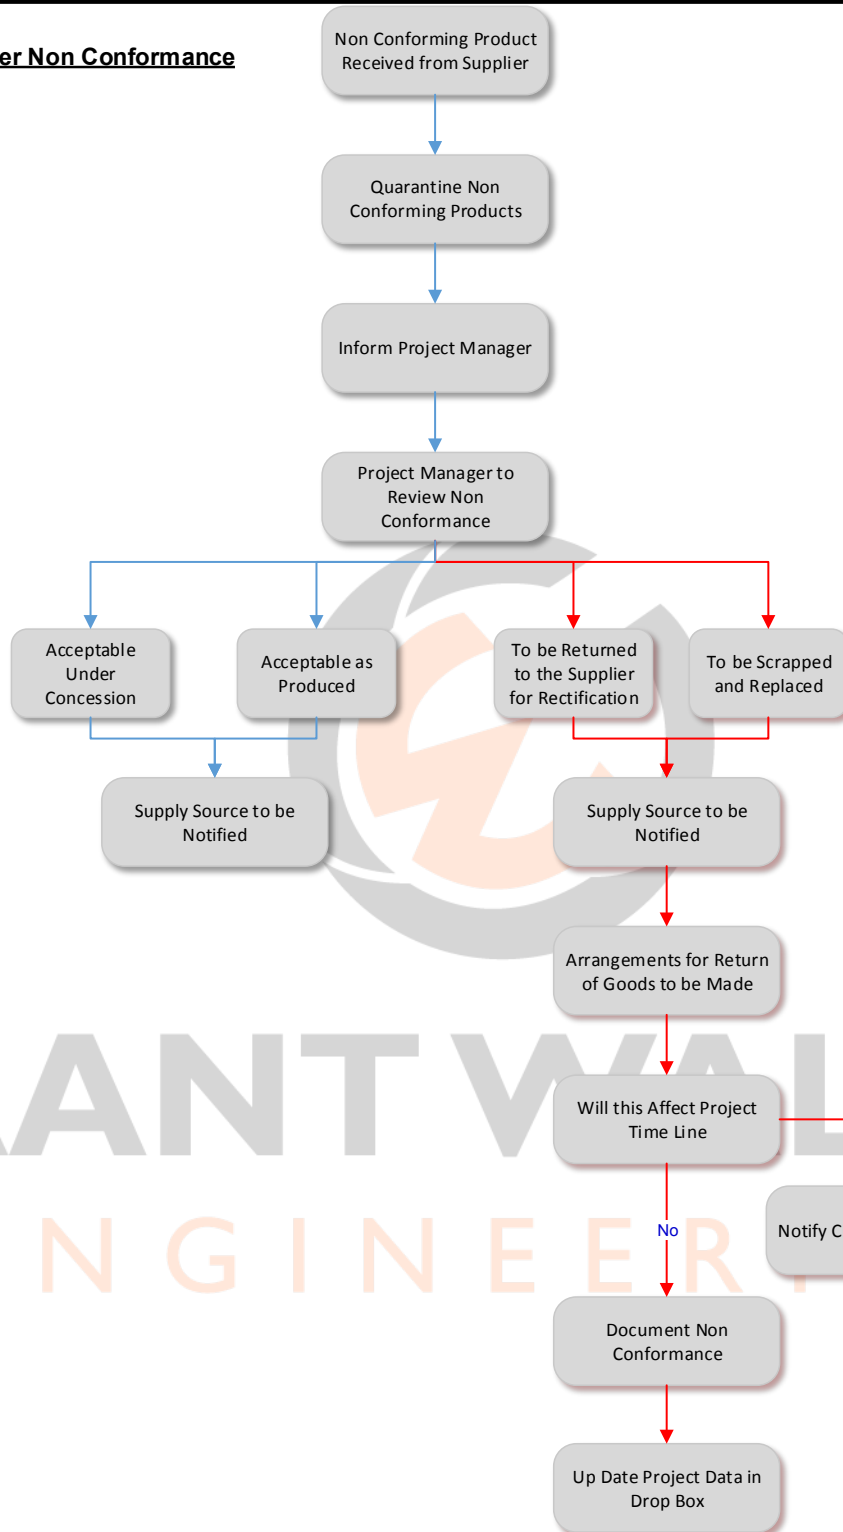 er Non Conformance
Non Conforming Product
Received from Supplier
Quarantine Non
Conforming Products
Inform Project Manager
Project Manager to
Review Non
Conformance
Acceptable
Under
Concession
Acceptable as
Produced
To be Returned
to the Supplier
for Rectification
To be Scrapped
and Replaced
Supply Source to be
Notified
Supply Source to be
Notified
Arrangements for Return
of Goods to be Made
ANT WAL
Will this Affect Project
Time Line
NGINEER
No
Notify C
Document Non
Conformance
Up Date Project Data in
Drop Box